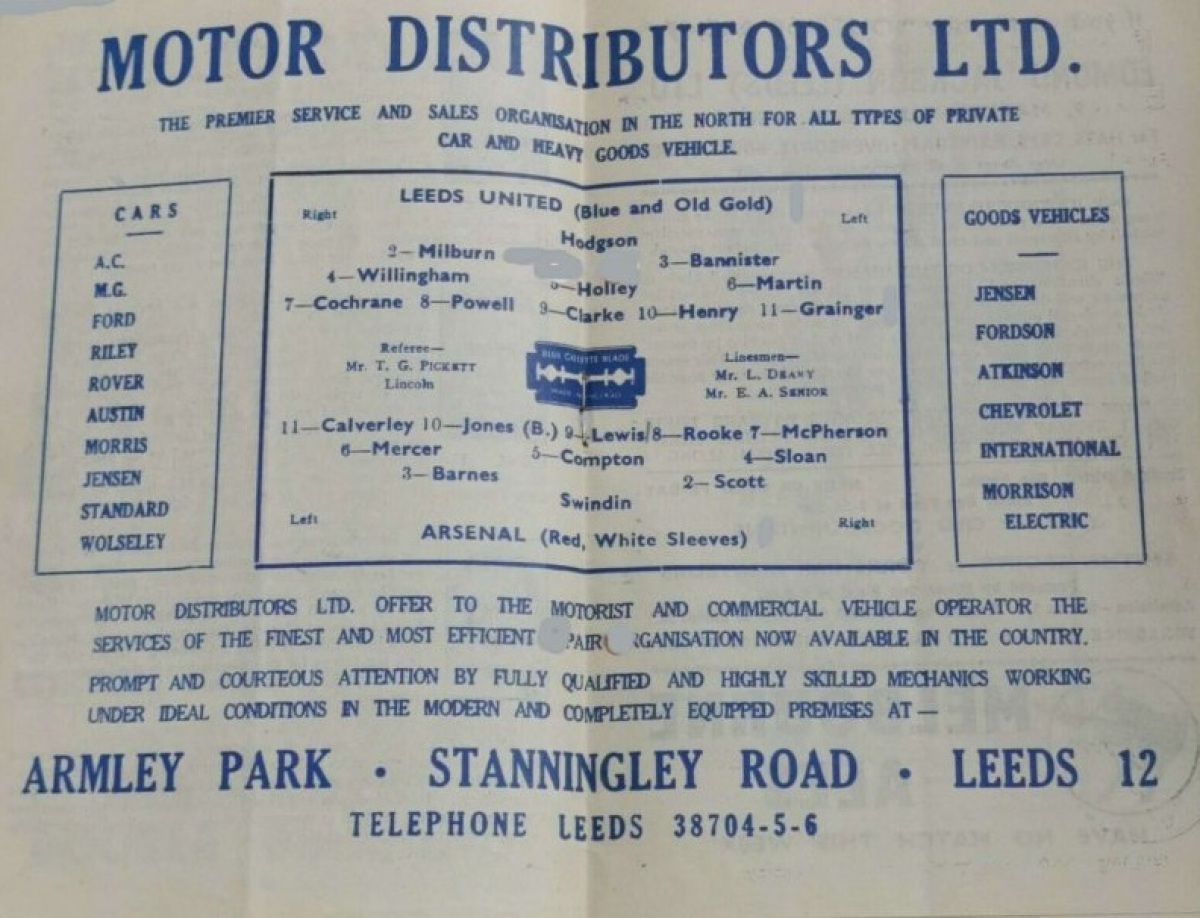 MOTOR DISTRIBUTORS LTD.
THE PREMIER SERVICE AND SALES ORGANISATION IN THE NORTH FOR ALL TYPES OF PRIVATE
CAR AND HEAVY GOODS VEHICLE.
CARS
A.C.
M.G.
FORD
RILEY
ROVER
AUSTIN
MORRIS
JENSEN
STANDARD
WOLSELEY
LEEDS UNITED (Blue and Old Gold)
Right Left
Hodgson
2—Milburn 3—Bannister
4—Willingham Holley 6—Martin
7—Cochrane 8—Powell 9—Clarke 10—Henry 11—Grainger
Referee—
Mr. T. G. PICKETT
Lincoln
BLUE GILLETTE BLADE
Linesmen—
Mr. L. DEAVY
Mr. E. A. SENIOR
11—Calverley 10—Jones (B.) 9—Lewis 8—Rooke 7—McPherson
6—Mercer 5—Compton 4—Sloan
3—Barnes 2—Scott
Swindin
Left Right
ARSENAL (Red, White Sleeves)
GOODS VEHICLES
JENSEN
FORDSON
ATKINSON
CHEVROLET
INTERNATIONAL
MORRISON
ELECTRIC
MOTOR DISTRIBUTORS LTD. OFFER TO THE MOTORIST AND COMMERCIAL VEHICLE OPERATOR THE
SERVICES OF THE FINEST AND MOST EFFICIENT PAIR RGANISATION NOW AVAILABLE IN THE COUNTRY.
PROMPT AND COURTEOUS ATTENTION BY FULLY QUALIFIED AND HIGHLY SKILLED MECHANICS WORKING
UNDER IDEAL CONDITIONS IN THE MODERN AND COMPLETELY EQUIPPED PREMISES AT—
ARMLEY PARK · STANNINGLEY ROAD · LEEDS 12
TELEPHONE LEEDS 38704-5-6